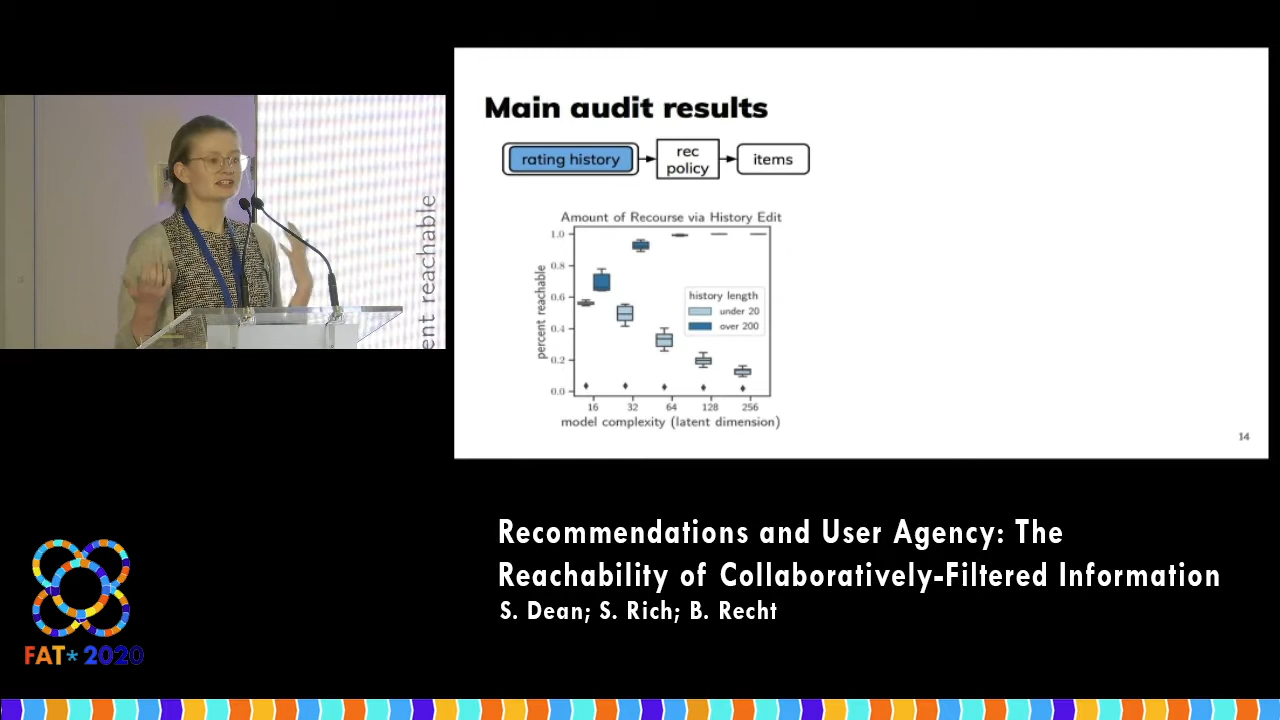 Main audit results
rating history
rec
policy
items
Amount of Recourse via History Edit
1.0
0.8
0.6
0.4
0.2
0.0
percent reachable
history length
under 20
over 200
16 32 64 128 256
model complexity (latent dimension)
14
ent reachable
Recommendations and User Agency: The
Reachability of Collaboratively-Filtered Information
S. Dean; S. Rich; B. Recht
FAT* 2020